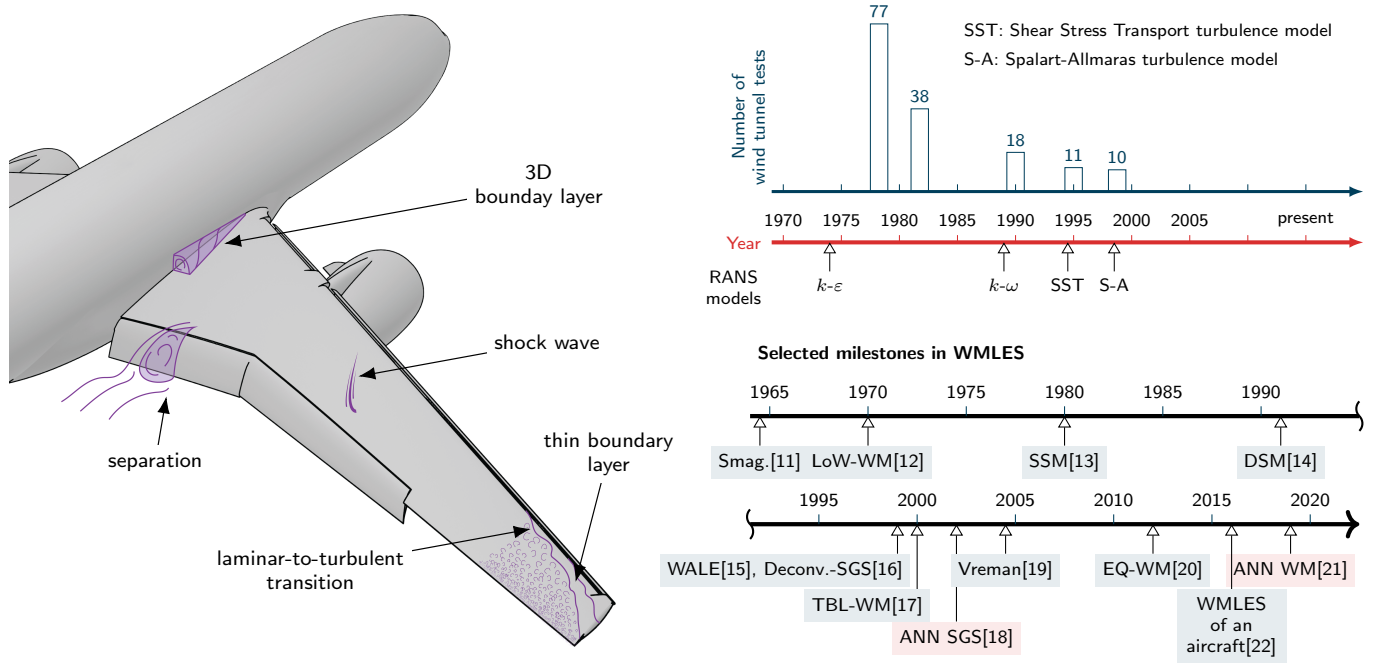 3D
bounday layer
shock wave
thin boundary
layer
separation
laminar-to-turbulent
transition
Number of
wind tunnel tests
77
38
18
11
10
SST: Shear Stress Transport turbulence model
S-A: Spalart-Allmaras turbulence model
1970 1975 1980 1985 1990 1995 2000 2005 present
Year
RANS
models
k-ε k-ω SST S-A
Selected milestones in WMLES
1965 1970 1975 1980 1985 1990
Smag.[11] LoW-WM[12] SSM[13] DSM[14]
1995 2000 2005 2010 2015 2020
WALE[15], Deconv.-SGS[16] Vreman[19] EQ-WM[20] ANN WM[21]
TBL-WM[17]
ANN SGS[18]
WMLES
of an
aircraft[22]